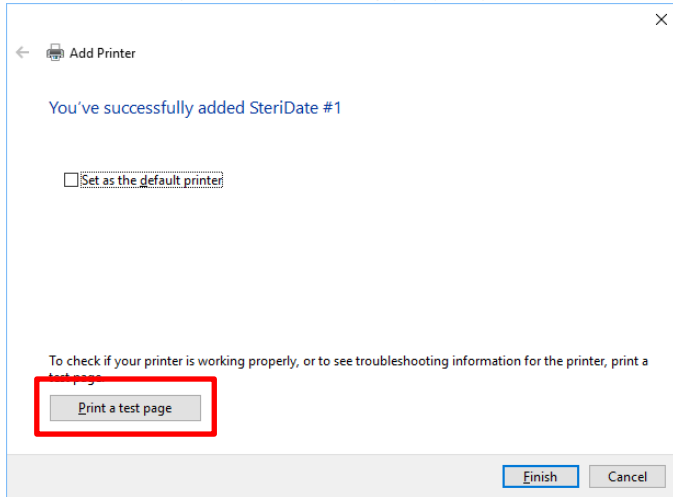 Add Printer
You've successfully added SteriDate #1
Set as the default printer
To check if your printer is working properly, or to see troubleshooting information for the printer, print a
test page.
Print a test page
Finish Cancel